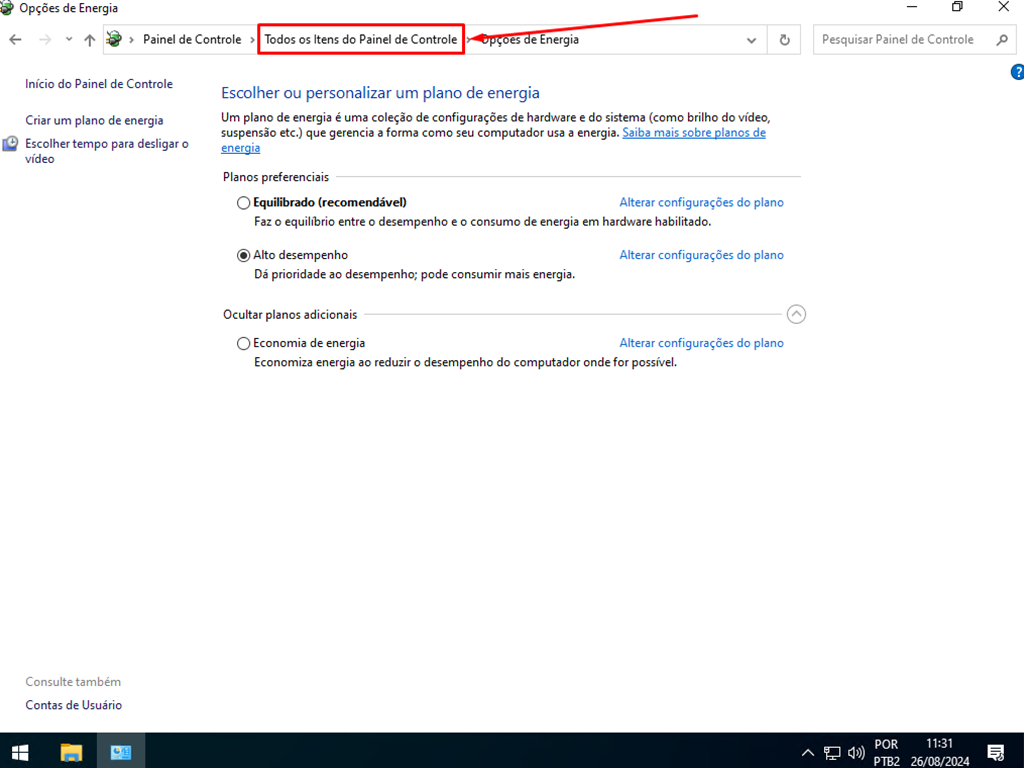 Opções de Energia
Painel de Controle
Todos os Itens do Painel de Controle
Opções de Energia
Pesquisar Painel de Controle
?
Início do Painel de Controle
Criar um plano de energia
Escolher tempo para desligar o
vídeo
Escolher ou personalizar um plano de energia
Um plano de energia é uma coleção de configurações de hardware e do sistema (como brilho do vídeo,
suspensão etc.) que gerencia a forma como seu computador usa a energia. Saiba mais sobre planos de
energia
Planos preferenciais
Equilibrado (recomendável) Alterar configurações do plano
Faz o equilíbrio entre o desempenho e o consumo de energia em hardware habilitado.
Alto desempenho Alterar configurações do plano
Dá prioridade ao desempenho; pode consumir mais energia.
Ocultar planos adicionais
Economia de energia Alterar configurações do plano
Economiza energia ao reduzir o desempenho do computador onde for possível.
Consulte também
Contas de Usuário
POR
PTB2
11:31
26/08/2024